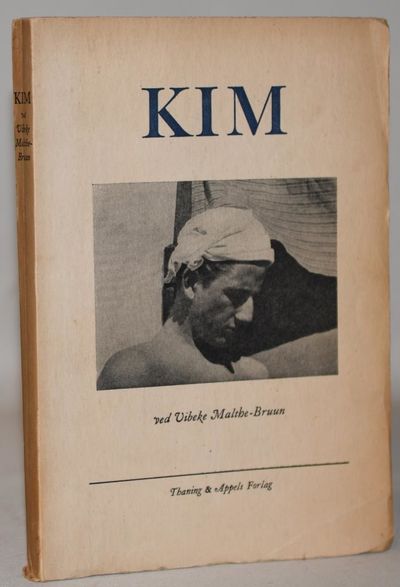 KIM
ved
Vibeke
Malthe-
Bruun
KIM
ved Vibeke Malthe-Bruun
Thaning & Appels Forlag